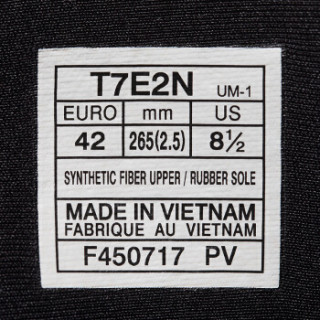 T7E2N UM-1
EURO mm US
42 265(2.5) 8½
SYNTHETIC FIBER UPPER / RUBBER SOLE
MADE IN VIETNAM
FABRIQUE AU VIETNAM
F450717 PV